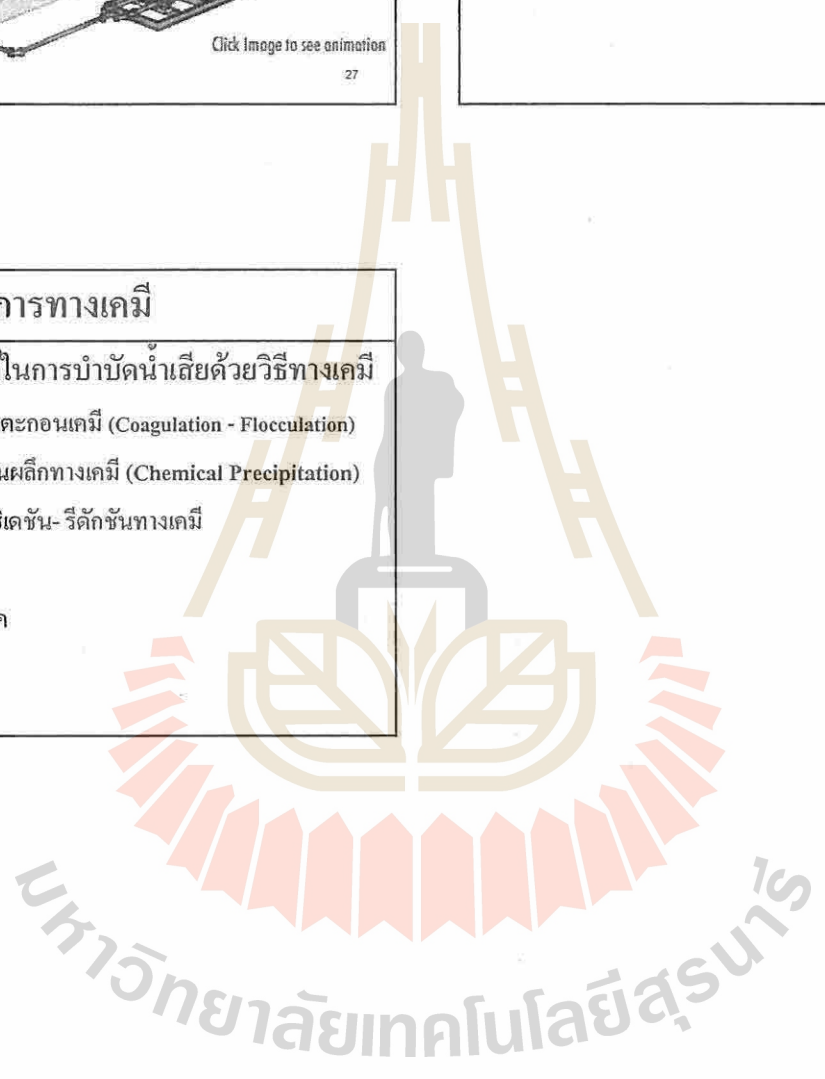 Click Image to see animation
27
การทางเคมี
ในการบำบัดน้ำเสียด้วยวิธีทางเคมี
ตะกอนเคมี (Coagulation - Flocculation)
นผลึกทางเคมี (Chemical Precipitation)
ซิเดชัน- รีดักชันทางเคมี
ค
มหาวิทยาลัยเทคโนโลยีสุรนารี